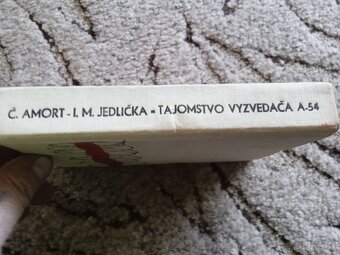 Č. AMORT - I. M. JEDLIČKA - TAJOMSTVO VYZVEDAČA A-54